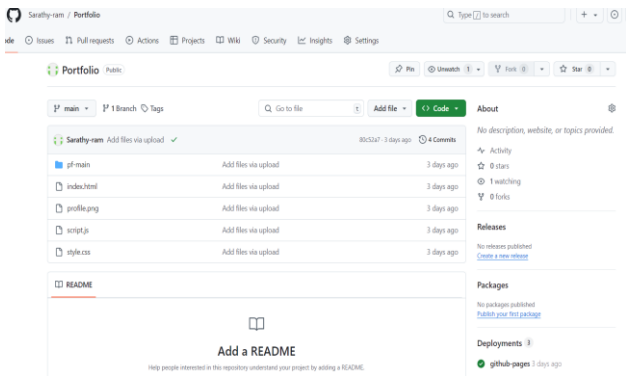 Sarathy-ram / Portfolio
Type / to search
Issues Pull requests Actions Projects Wiki Security Insights Settings
Portfolio Public
Pin Unwatch 1 Fork 0 Star 0
main 1 Branch Tags
Go to file t
Add file
<> Code
Sarathy-ram Add files via upload
80c52a7 · 3 days ago 4 Commits
pf-main Add files via upload 3 days ago
index.html Add files via upload 3 days ago
profile.png Add files via upload 3 days ago
script.js Add files via upload 3 days ago
style.css Add files via upload 3 days ago
README
Add a README
Help people interested in this repository understand your project by adding a README.
About
No description, website, or topics provided.
Activity
0 stars
1 watching
0 forks
Releases
No releases published
Create a new release
Packages
No packages published
Publish your first package
Deployments 3
github-pages 3 days ago